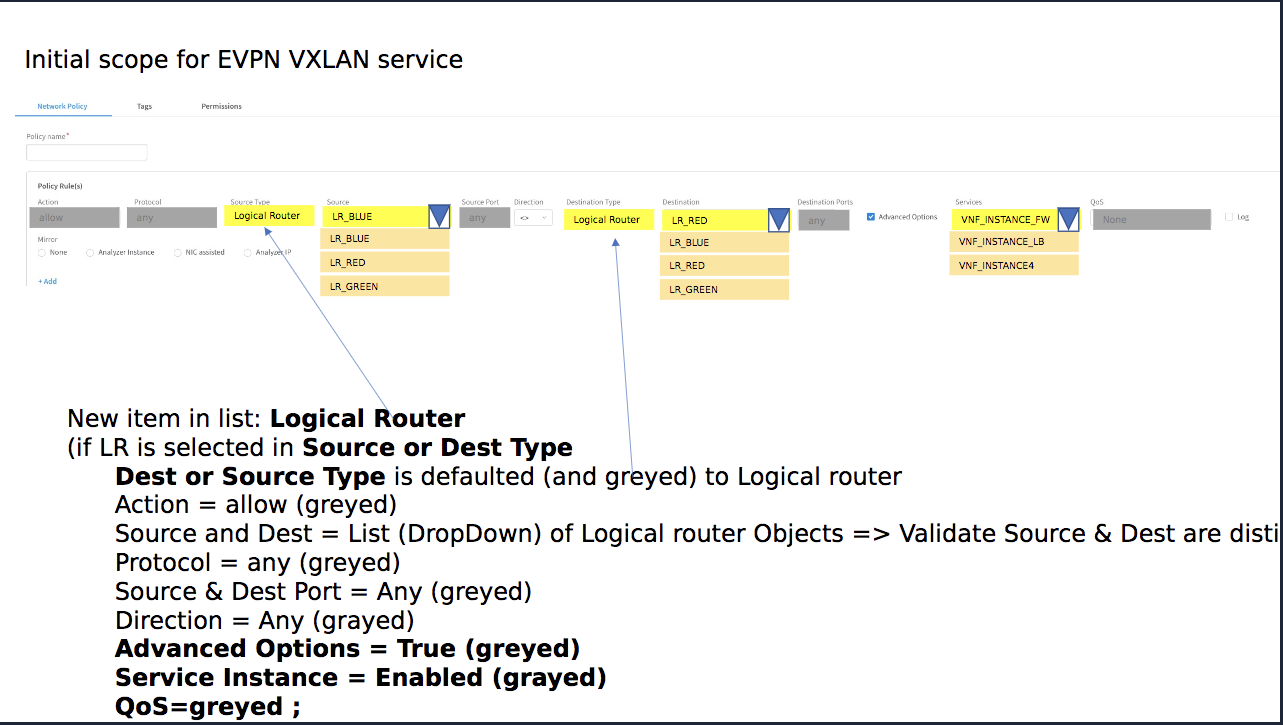 Initial scope for EVPN VXLAN service
Network Policy Tags Permissions
Policy name*
Policy Rule(s)
Action Protocol Source Type Source Source Port Direction Destination Type Destination Destination Ports Services QoS
allow any Logical Router LR_BLUE any <> Logical Router LR_RED any Advanced Options VNF_INSTANCE_FW None Log
LR_BLUE LR_BLUE VNF_INSTANCE_LB
Mirror
None Analyzer Instance NIC assisted Analyzer IP
LR_RED LR_RED VNF_INSTANCE4
+ Add
LR_GREEN LR_GREEN
New item in list: Logical Router
(if LR is selected in Source or Dest Type
Dest or Source Type is defaulted (and greyed) to Logical router
Action = allow (greyed)
Source and Dest = List (DropDown) of Logical router Objects => Validate Source & Dest are disti
Protocol = any (greyed)
Source & Dest Port = Any (greyed)
Direction = Any (grayed)
Advanced Options = True (greyed)
Service Instance = Enabled (grayed)
QoS=greyed ;